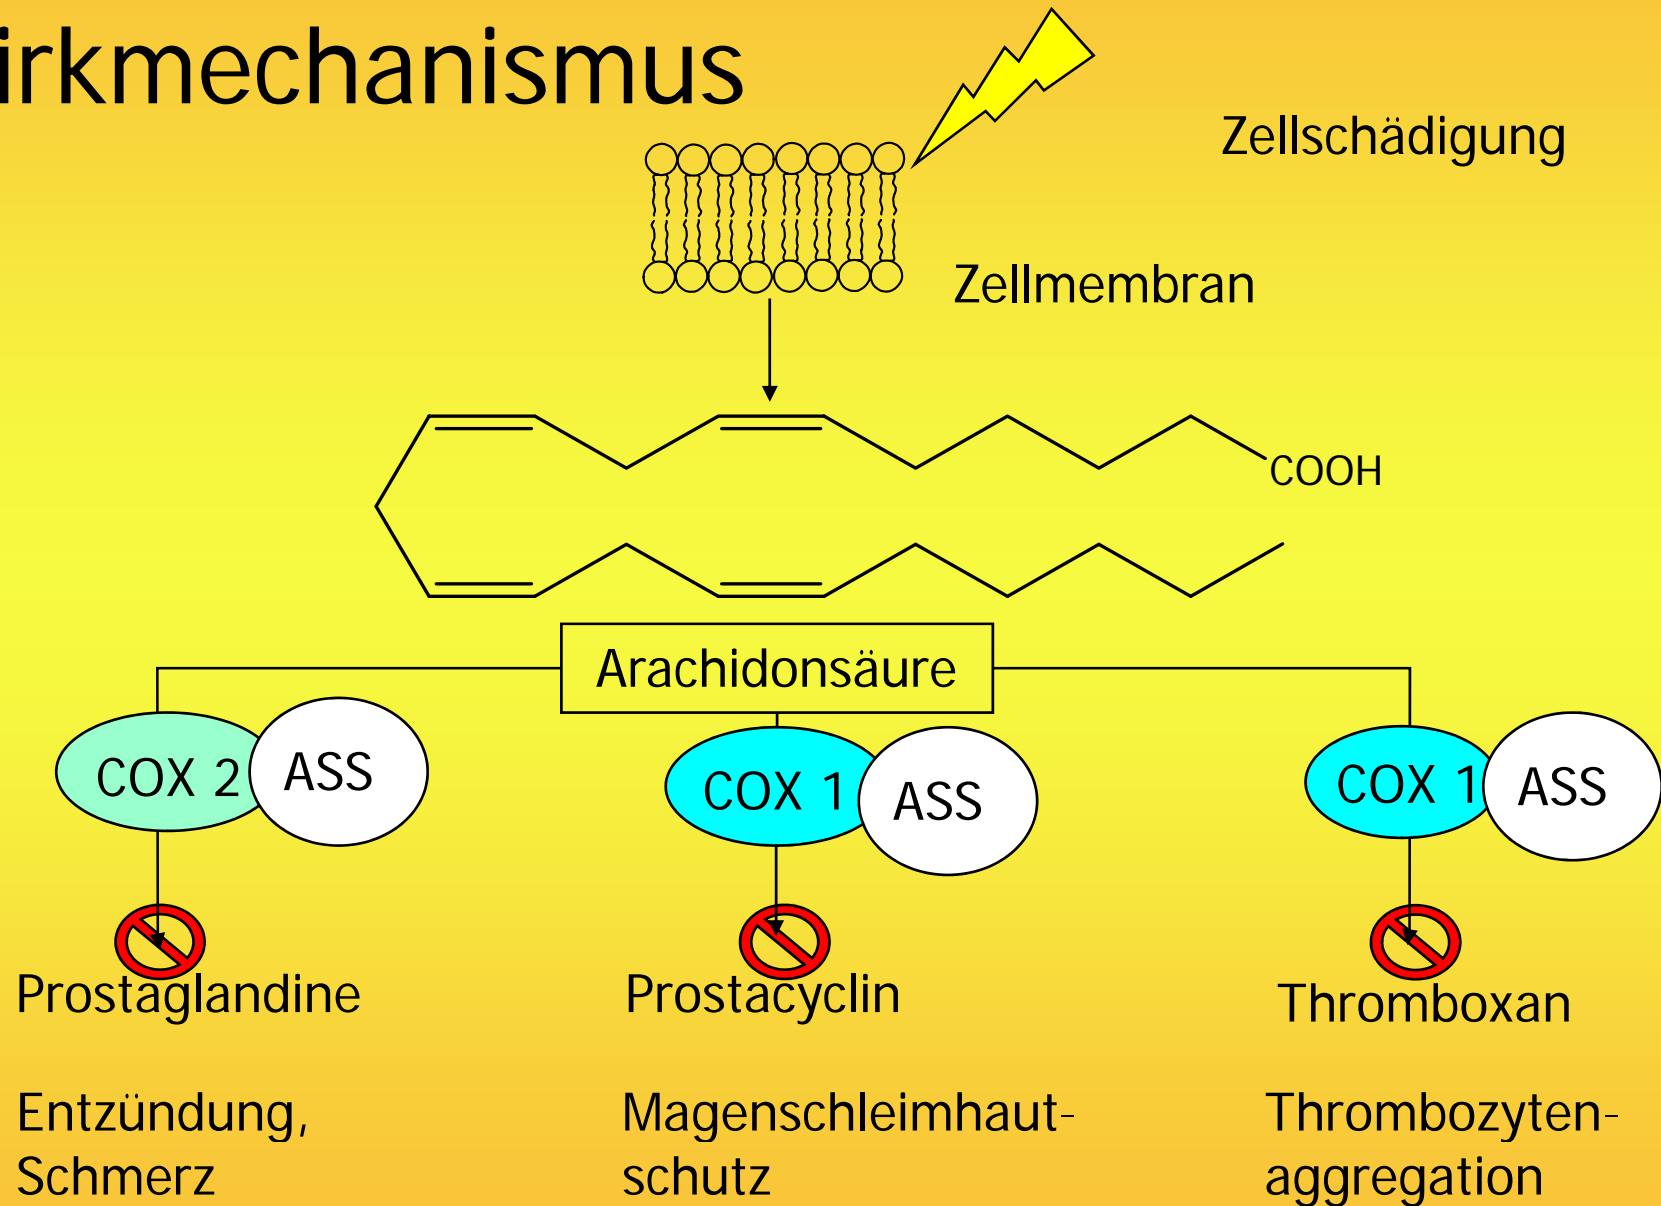 irkmechanismus
Zellschädigung
Zellmembran
COOH
Arachidonsäure
COX 2 ASS
COX 1 ASS
COX 1 ASS
Prostaglandine
Prostacyclin
Thromboxan
Entzündung,
Schmerz
Magenschleimhaut-
schutz
Thrombozyten-
aggregation